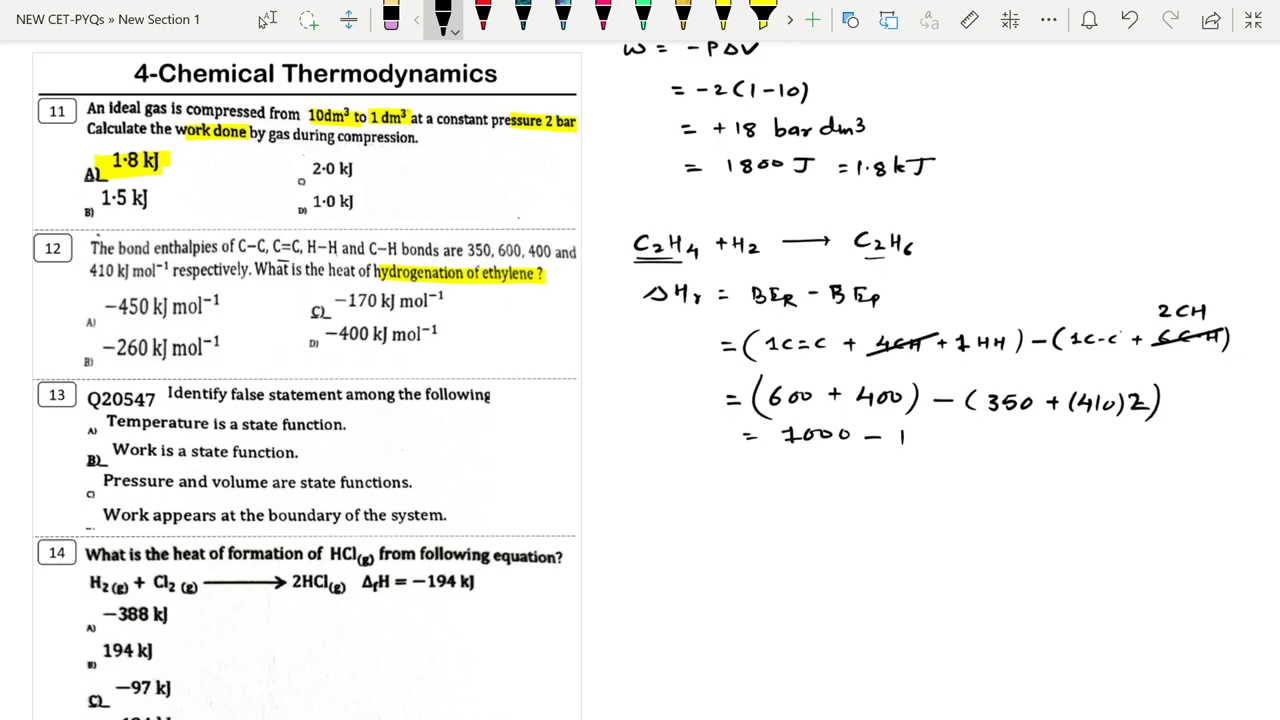 NEW CET-PYQs » New Section 1
4-Chemical Thermodynamics
11
An ideal gas is compressed from 10dm³ to 1 dm³ at a constant pressure 2 bar
Calculate the work done by gas during compression.
A) 1·8 kJ
C) 2·0 kJ
B) 1·5 kJ
D) 1·0 kJ
12
The bond enthalpies of C−C, C=C, H−H and C−H bonds are 350, 600, 400 and
410 kJ mol⁻¹ respectively. What is the heat of hydrogenation of ethylene ?
A) −450 kJ mol⁻¹
C) −170 kJ mol⁻¹
B) −260 kJ mol⁻¹
D) −400 kJ mol⁻¹
13
Q20547 Identify false statement among the following
A) Temperature is a state function.
B) Work is a state function.
C) Pressure and volume are state functions.
Work appears at the boundary of the system.
14
What is the heat of formation of HCl(g) from following equation?
H₂ (g) + Cl₂ (g) ⟶ 2HCl(g) ΔfH = −194 kJ
A) −388 kJ
B) 194 kJ
C) −97 kJ
W = - PΔV
= -2(1-10)
= +18 bar dm³
= 1800 J = 1.8 kJ
C₂H₄ + H₂ ⟶ C₂H₆
ΔHr = BER - BEP
2CH
= (1C=C + 4CH + 1HH) - (1C-C + 6C-H)
= (600 + 400) - (350 + (410)2)
= 1000 - 1